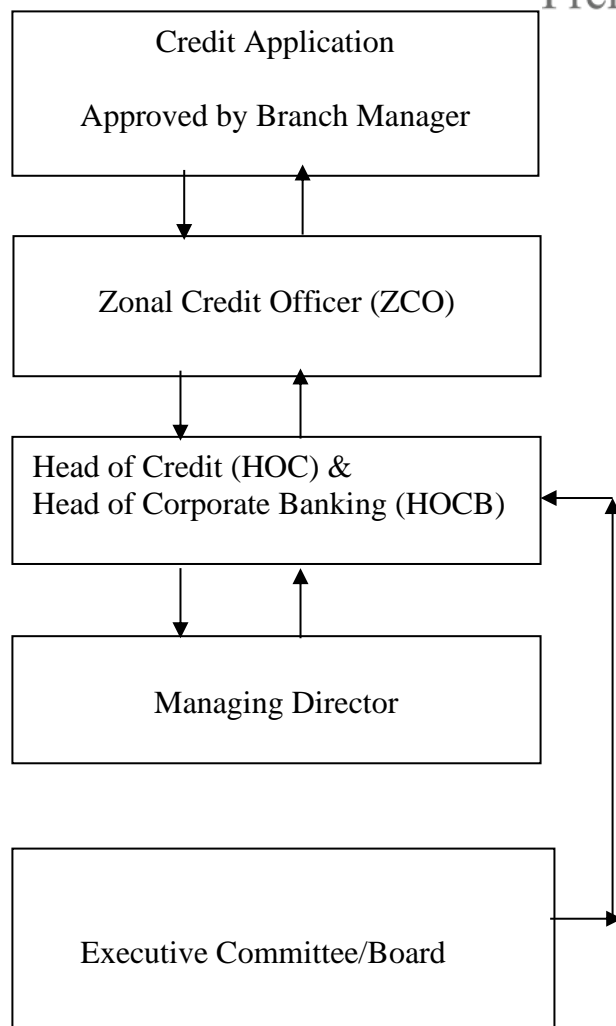 Credit Application
Approved by Branch Manager
Zonal Credit Officer (ZCO)
Head of Credit (HOC) &
Head of Corporate Banking (HOCB)
Managing Director
Executive Committee/Board